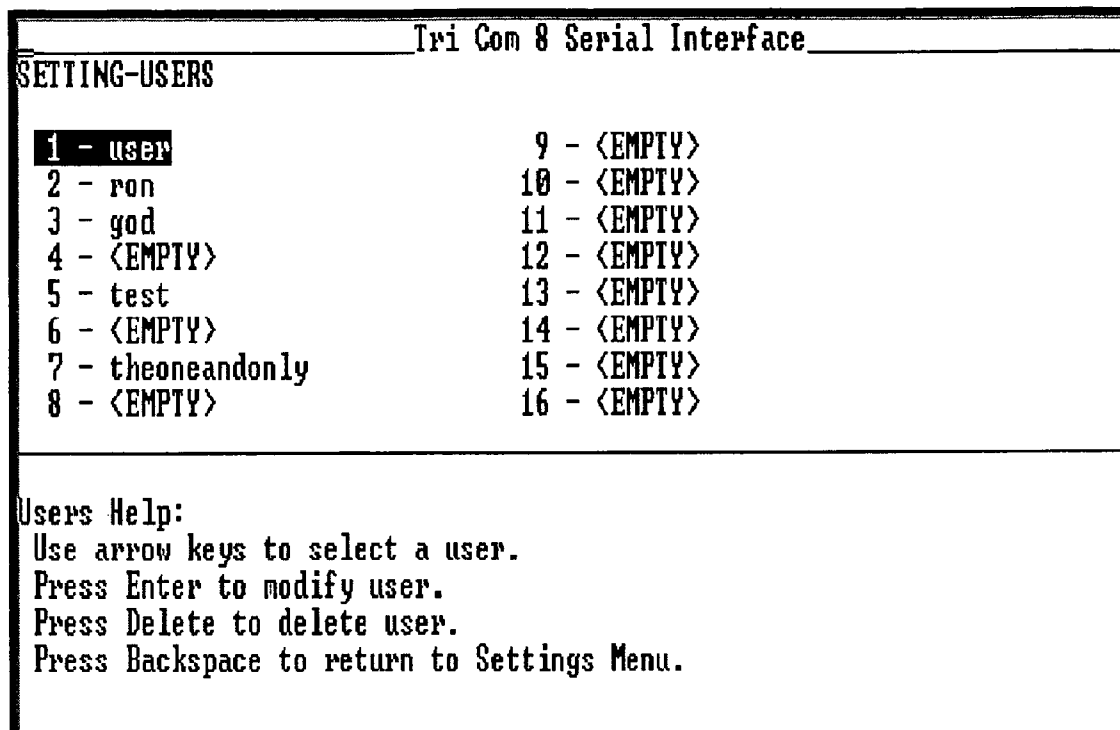 Tri Com 8 Serial Interface
SETTING-USERS
1 - user 9 - <EMPTY>
2 - ron 10 - <EMPTY>
3 - god 11 - <EMPTY>
4 - <EMPTY> 12 - <EMPTY>
5 - test 13 - <EMPTY>
6 - <EMPTY> 14 - <EMPTY>
7 - theoneandonly 15 - <EMPTY>
8 - <EMPTY> 16 - <EMPTY>
Users Help:
Use arrow keys to select a user.
Press Enter to modify user.
Press Delete to delete user.
Press Backspace to return to Settings Menu.